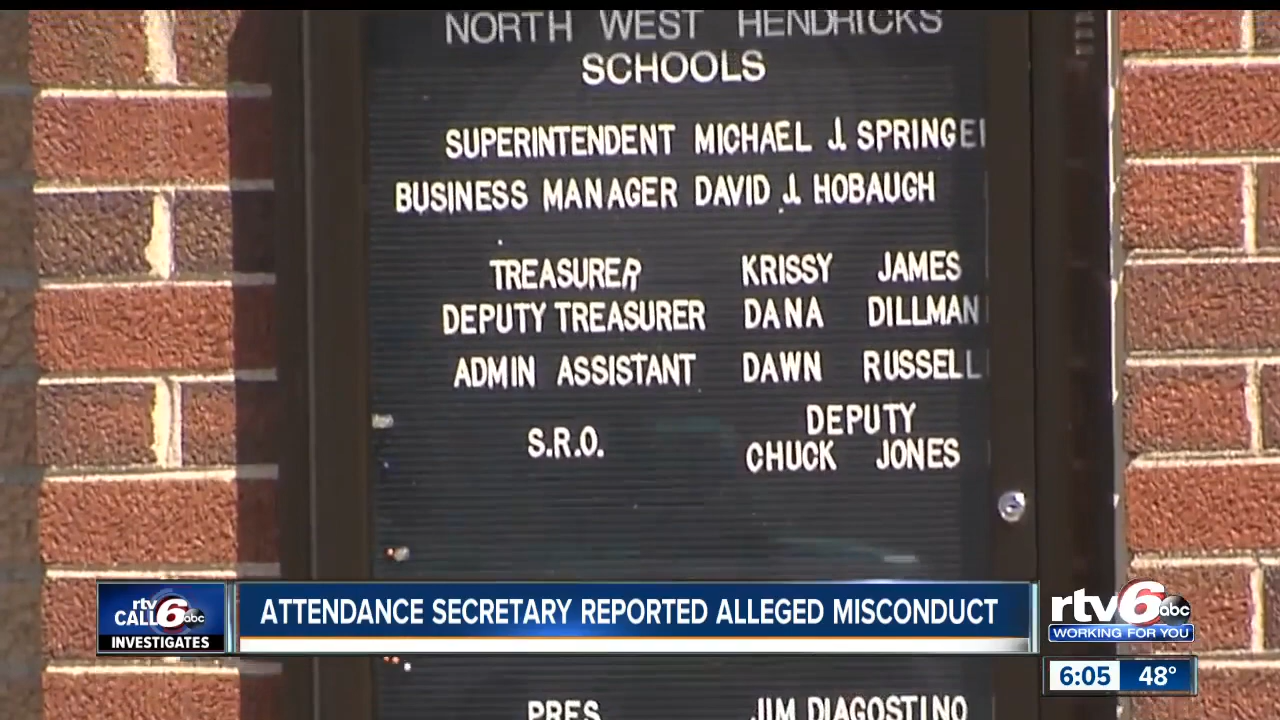 NORTH WEST HENDRICKS
SCHOOLS
SUPERINTENDENT MICHAEL J. SPRINGE
BUSINESS MANAGER DAVID J. HOBAUGH
TREASURER KRISSY JAMES
DEPUTY TREASURER DANA DILLMAN
ADMIN ASSISTANT DAWN RUSSELL
DEPUTY
S.R.O. CHUCK JONES
rtv6 abc
CALL 6
INVESTIGATES
ATTENDANCE SECRETARY REPORTED ALLEGED MISCONDUCT
rtv6 abc
WORKING FOR YOU
6:05 48°
PRES JIM DIAGOSTINO